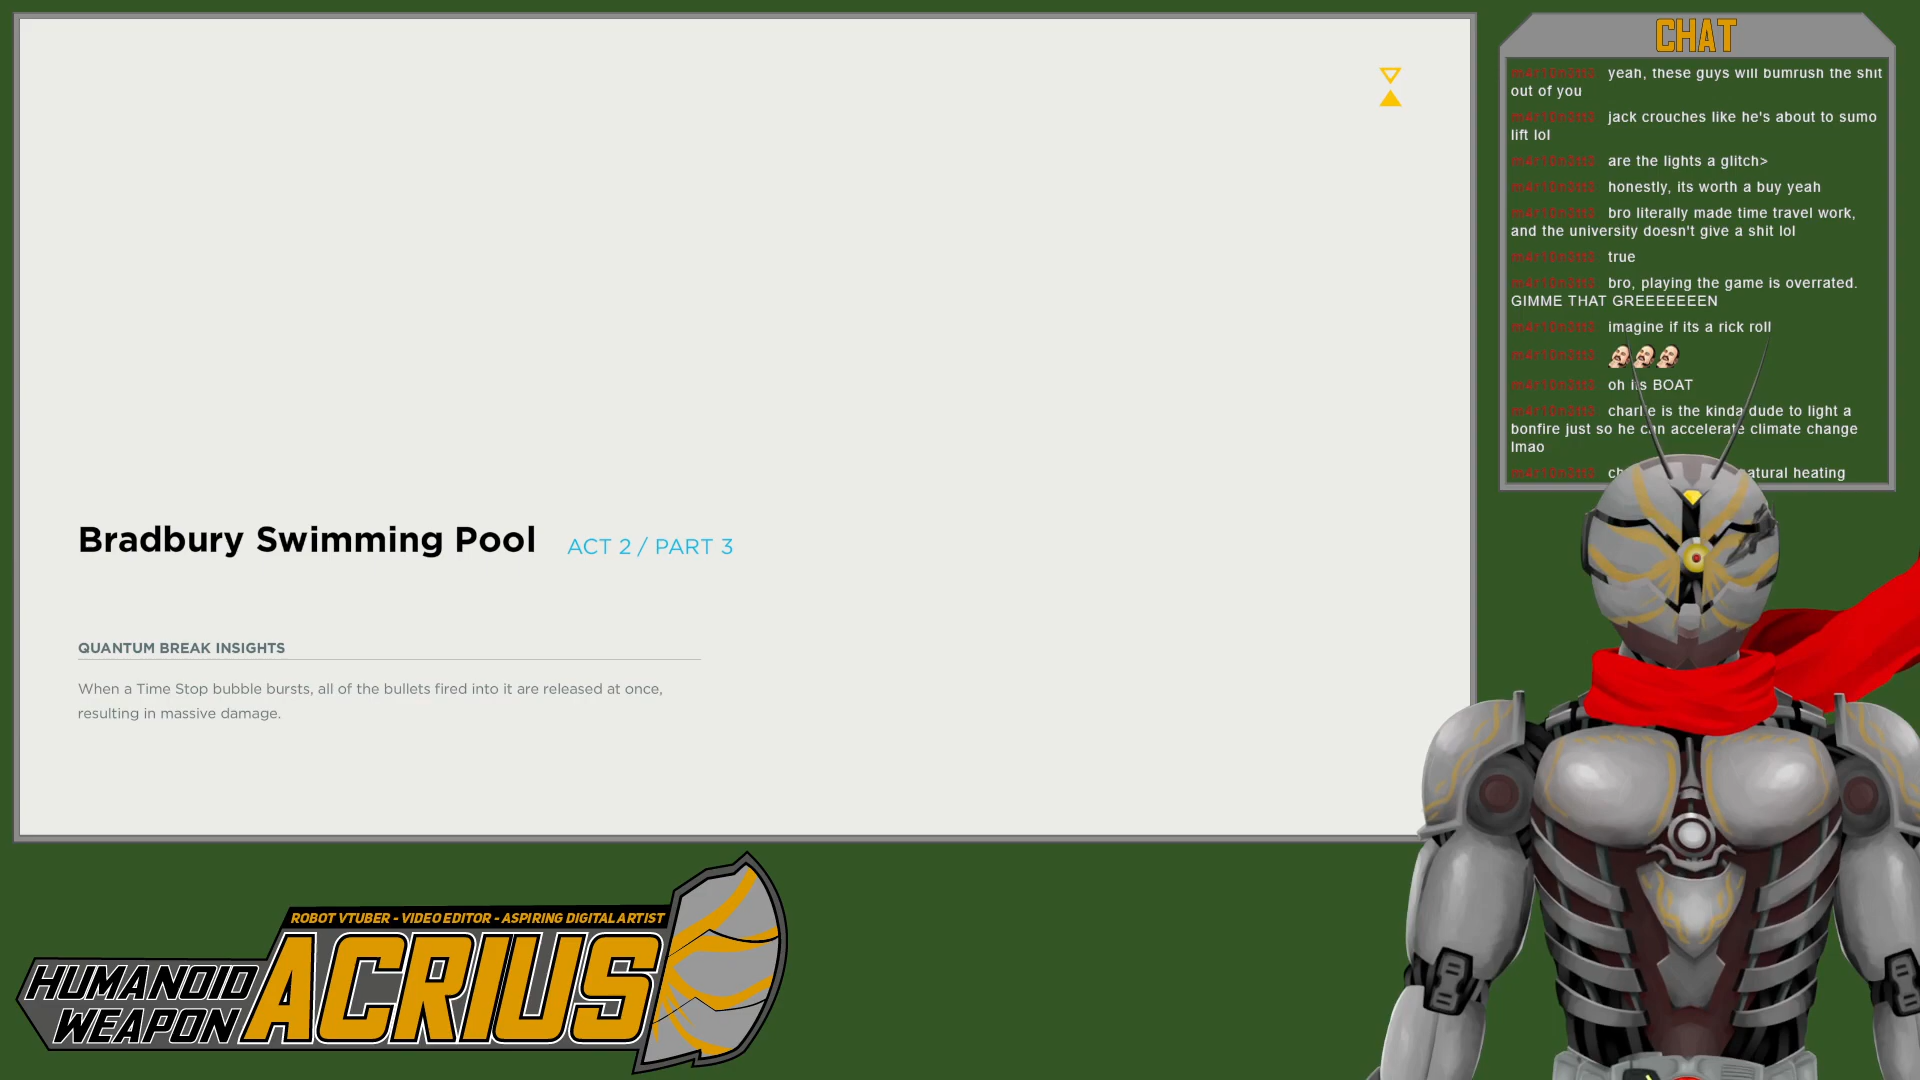 CHAT
yeah, these guys will bumrush the shit
out of you
jack crouches like he's about to sumo
lift lol
are the lights a glitch>
honestly, its worth a buy yeah
bro literally made time travel work,
and the university doesn't give a shit lol
true
bro, playing the game is overrated.
GIMME THAT GREEEEEEEN
imagine if its a rick roll
oh its BOAT
charlie is the kinda dude to light a
bonfire just so he can accelerate climate change
lmao
heating
Bradbury Swimming Pool ACT 2 / PART 3
QUANTUM BREAK INSIGHTS
When a Time Stop bubble bursts, all of the bullets fired into it are released at once,
resulting in massive damage.
ROBOT VTUBER - VIDEO EDITOR - ASPIRING DIGITAL ARTIST
HUMANOID
WEAPON
ACRIUS